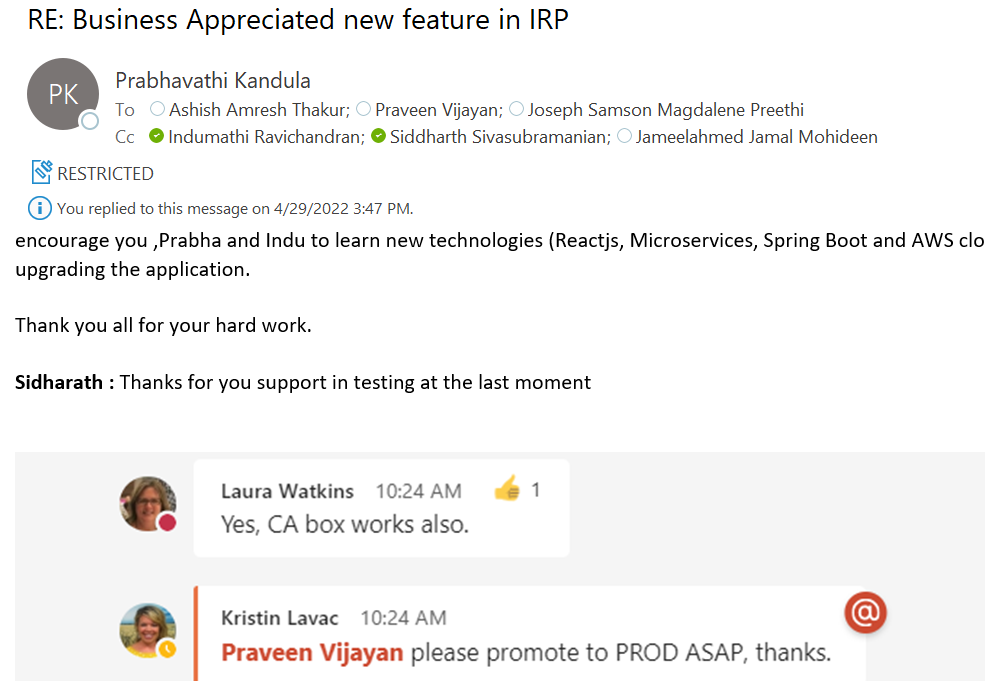 RE: Business Appreciated new feature in IRP
PK
Prabhavathi Kandula
To Ashish Amresh Thakur; Praveen Vijayan; Joseph Samson Magdalene Preethi
Cc Indumathi Ravichandran; Siddharth Sivasubramanian; Jameelahmed Jamal Mohideen
RESTRICTED
You replied to this message on 4/29/2022 3:47 PM.
encourage you ,Prabha and Indu to learn new technologies (Reactjs, Microservices, Spring Boot and AWS clo
upgrading the application.
Thank you all for your hard work.
Sidharath : Thanks for you support in testing at the last moment
Laura Watkins 10:24 AM 1
Yes, CA box works also.
Kristin Lavac 10:24 AM @
Praveen Vijayan please promote to PROD ASAP, thanks.